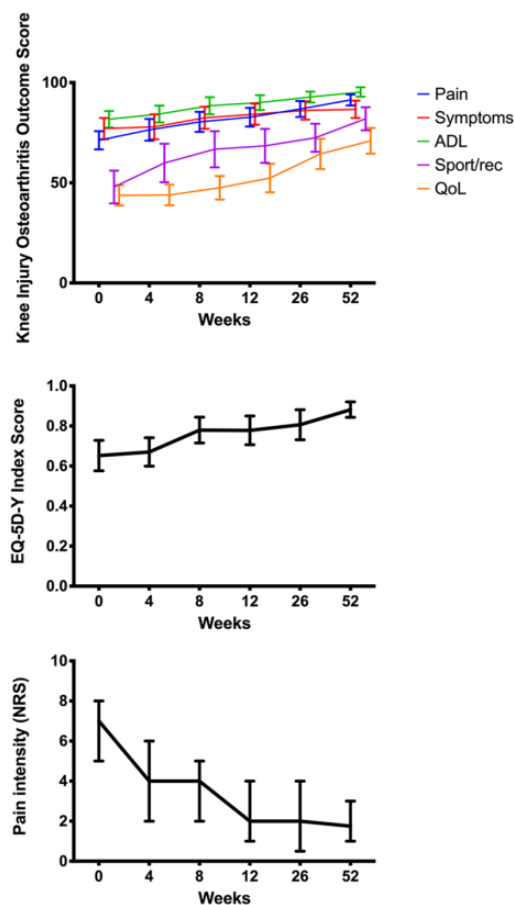 Knee Injury Osteoarthritis Outcome Score
100
50
0
0 4 8 12 26 52
Weeks
Pain
Symptoms
ADL
Sport/rec
QoL
EQ-5D-Y Index Score
1.0
0.8
0.6
0.4
0.2
0.0
0 4 8 12 26 52
Weeks
Pain intensity (NRS)
10
8
6
4
2
0
0 4 8 12 26 52
Weeks